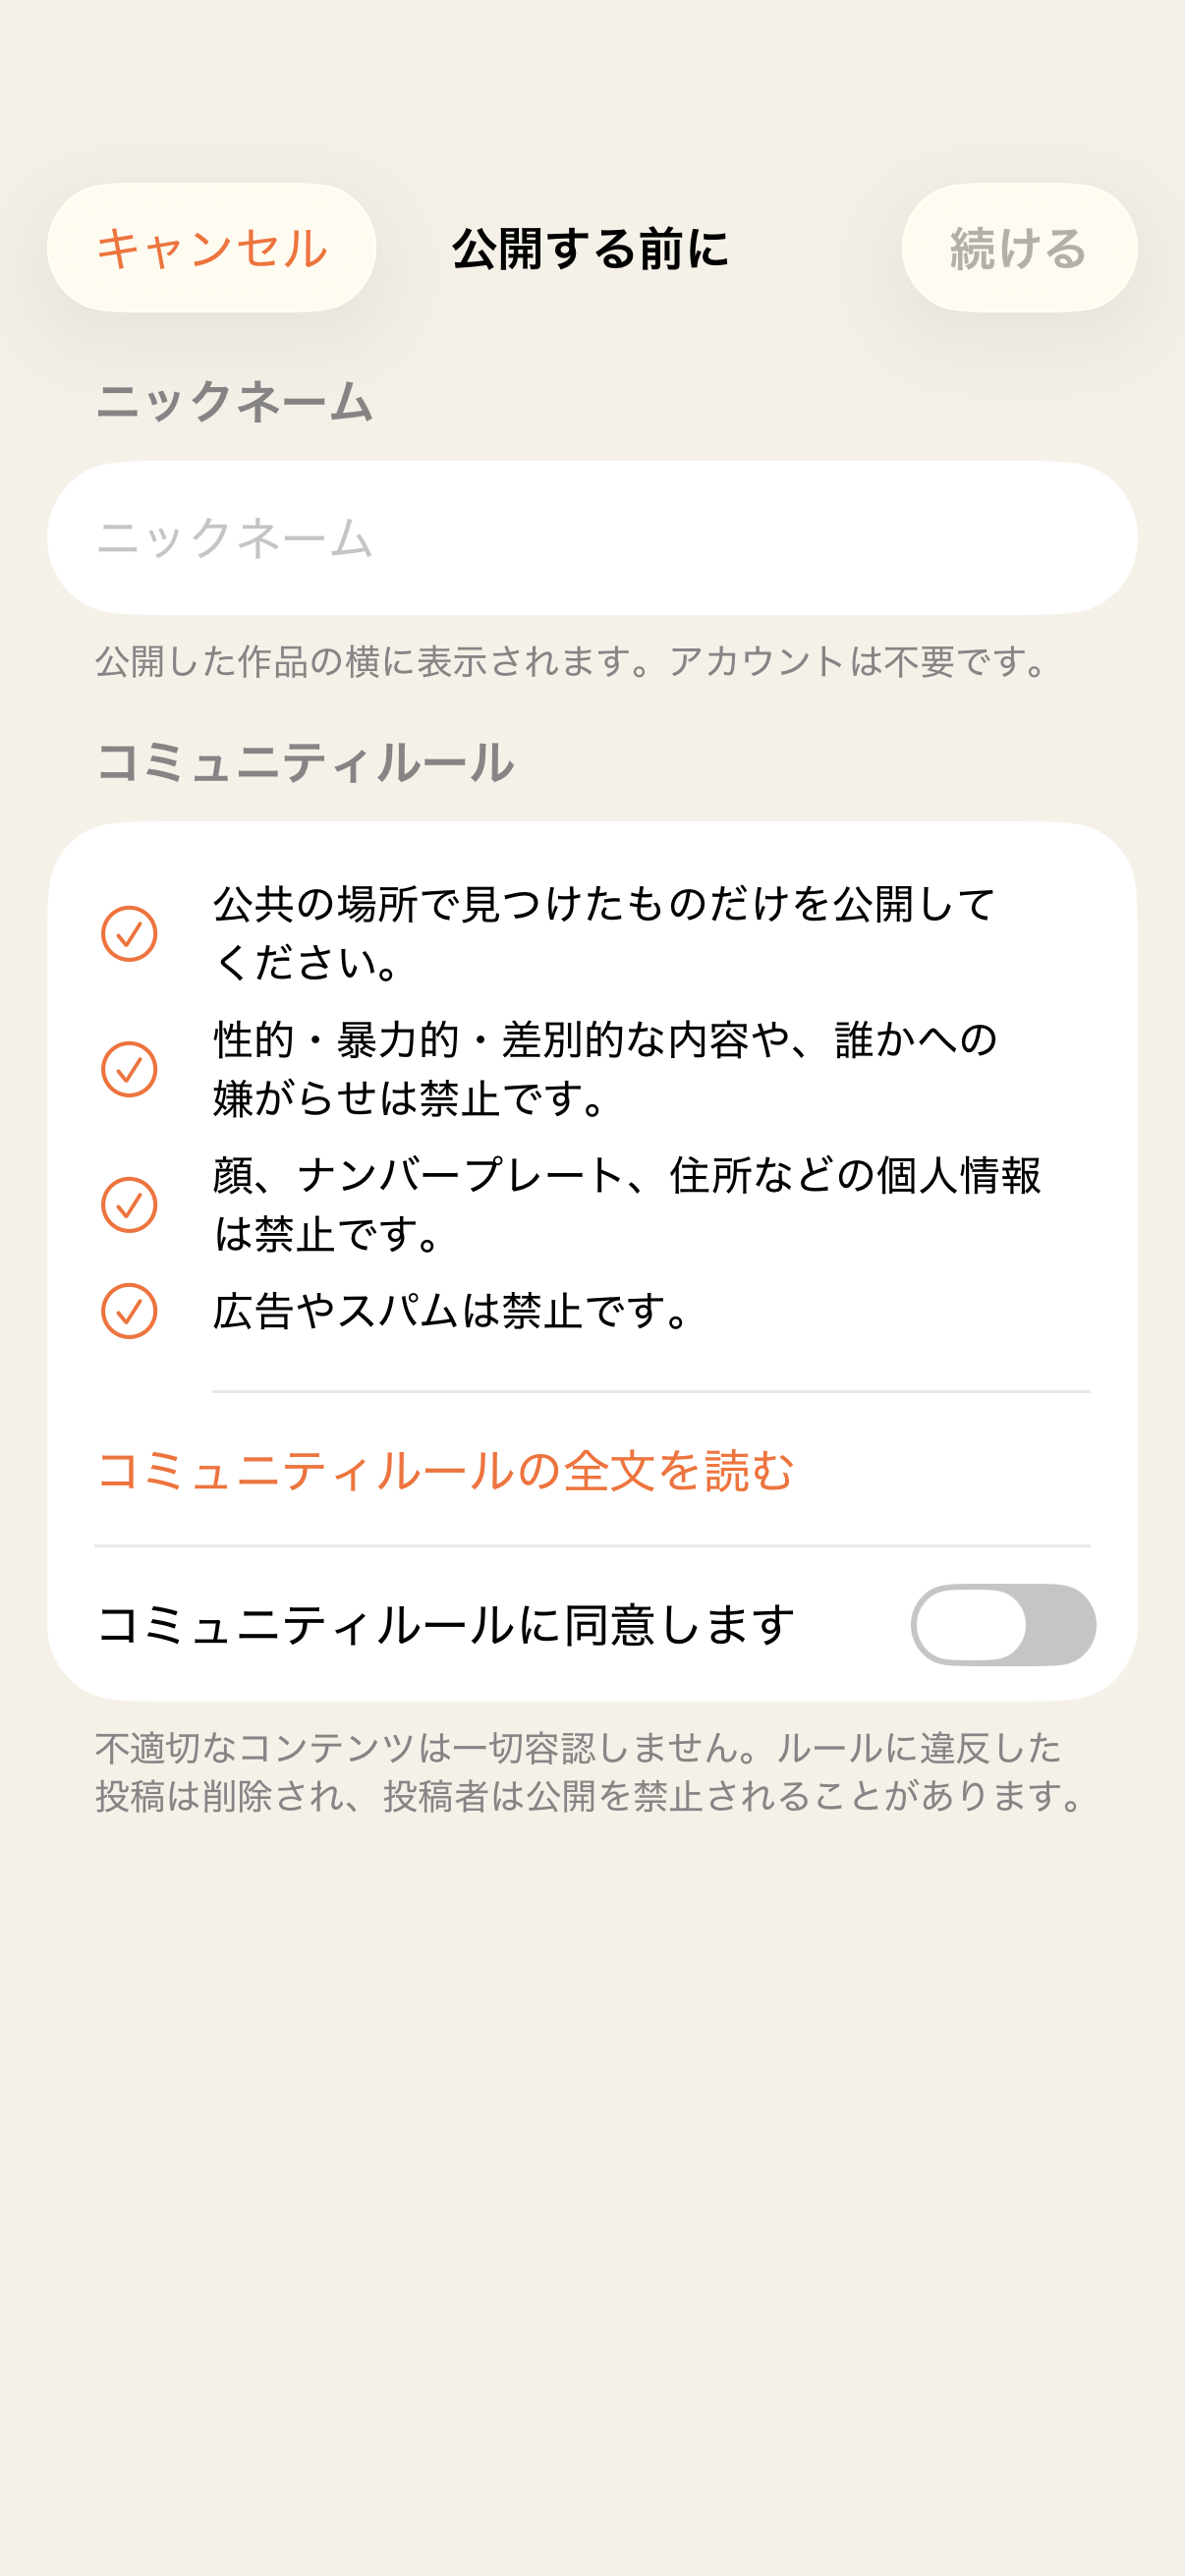 キャンセル
公開する前に
続ける
ニックネーム
ニックネーム
公開した作品の横に表示されます。アカウントは不要です。
コミュニティルール
公共の場所で見つけたものだけを公開して
ください。
性的・暴力的・差別的な内容や、誰かへの
嫌がらせは禁止です。
顔、ナンバープレート、住所などの個人情報
は禁止です。
広告やスパムは禁止です。
コミュニティルールの全文を読む
コミュニティルールに同意します
不適切なコンテンツは一切容認しません。ルールに違反した
投稿は削除され、投稿者は公開を禁止されることがあります。